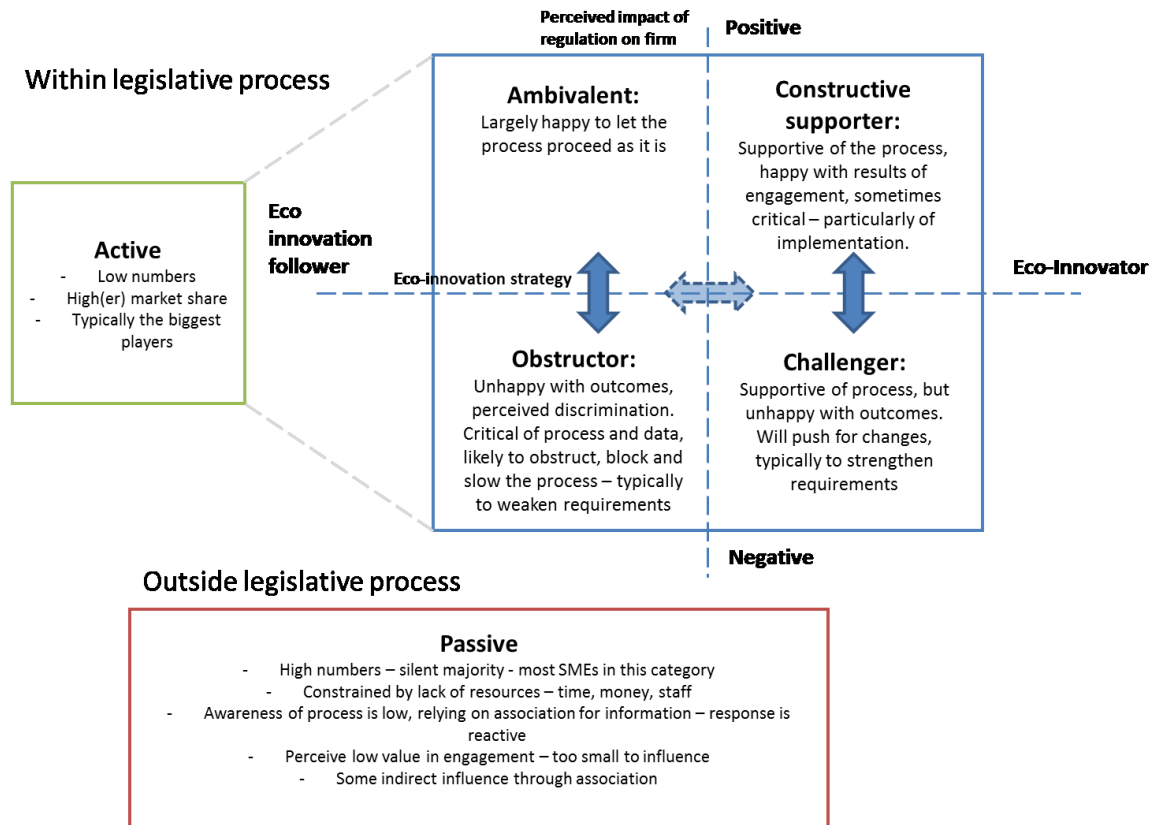 Perceived impact of
regulation on firm
Positive
Within legislative process
Ambivalent:
Largely happy to let the
process proceed as it is
Constructive
supporter:
Supportive of the process,
happy with results of
engagement, sometimes
critical – particularly of
implementation.
Active
- Low numbers
- High(er) market share
- Typically the biggest
players
Eco
innovation
follower
Eco-innovation strategy
Eco-Innovator
Obstructor:
Unhappy with outcomes,
perceived discrimination.
Critical of process and data,
likely to obstruct, block and
slow the process – typically
to weaken requirements
Challenger:
Supportive of process, but
unhappy with outcomes.
Will push for changes,
typically to strengthen
requirements
Negative
Outside legislative process
Passive
- High numbers – silent majority - most SMEs in this category
- Constrained by lack of resources – time, money, staff
- Awareness of process is low, relying on association for information – response is
reactive
- Perceive low value in engagement – too small to influence
- Some indirect influence through association